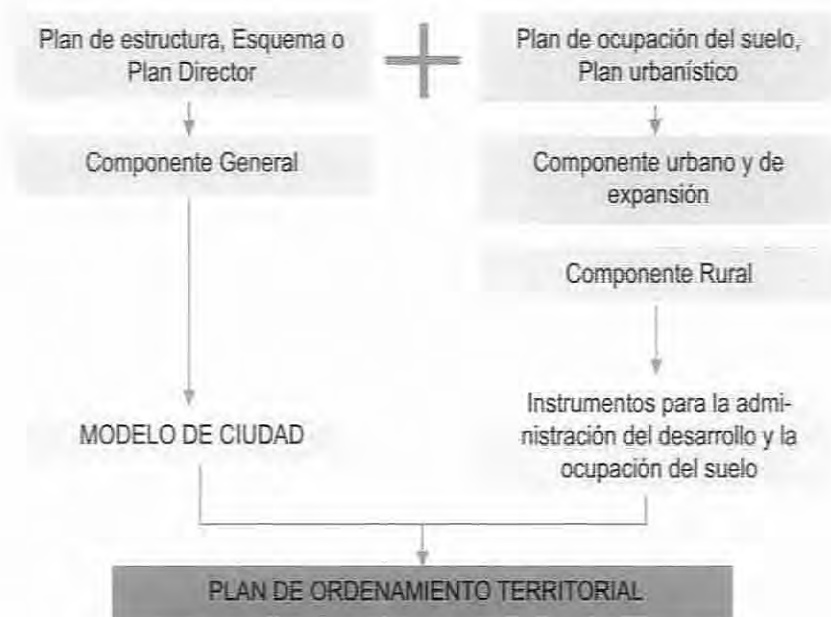 Plan de estructura, Esquema o
Plan Director
Plan de ocupación del suelo,
Plan urbanístico
Componente General
Componente urbano y de
expansión
Componente Rural
MODELO DE CIUDAD
Instrumentos para la admi-
nistración del desarrollo y la
ocupación del suelo
PLAN DE ORDENAMIENTO TERRITORIAL